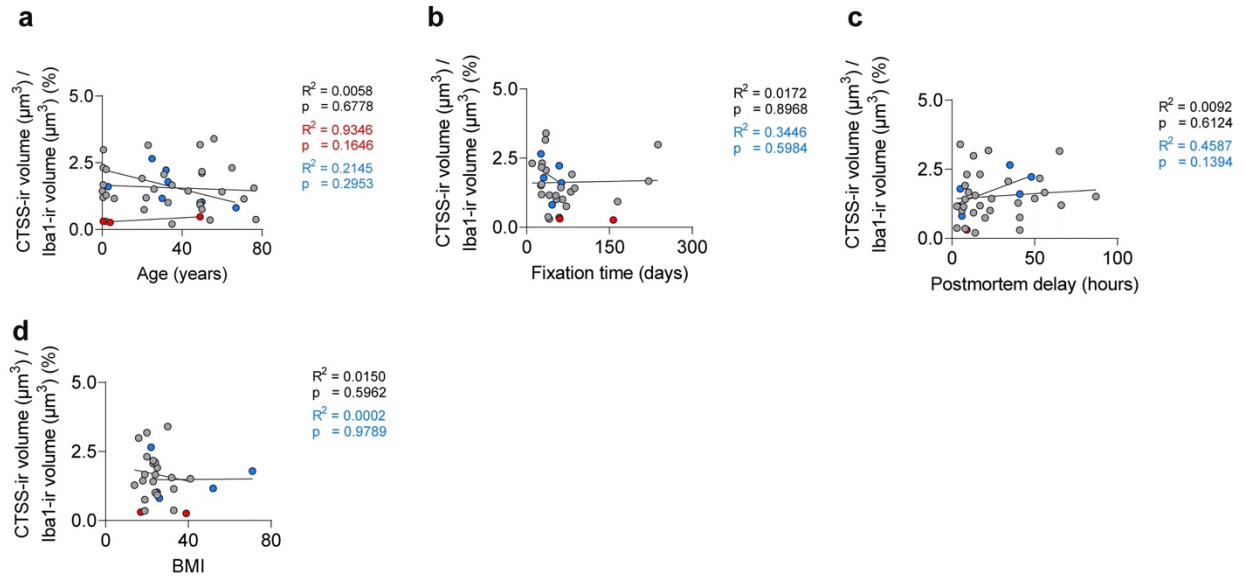 a
CTSS-ir volume (µm³) /
Iba1-ir volume (µm³) (%)
5.0
2.5
0.0
0
40
80
Age (years)
R² = 0.0058
p = 0.6778
R² = 0.9346
p = 0.1646
R² = 0.2145
p = 0.2953
b
CTSS-ir volume (µm³) /
Iba1-ir volume (µm³) (%)
5.0
2.5
0.0
0
150
300
Fixation time (days)
R² = 0.0172
p = 0.8968
R² = 0.3446
p = 0.5984
c
CTSS-ir volume (µm³) /
Iba1-ir volume (µm³) (%)
5.0
2.5
0.0
0
50
100
Postmortem delay (hours)
R² = 0.0092
p = 0.6124
R² = 0.4587
p = 0.1394
d
CTSS-ir volume (µm³) /
Iba1-ir volume (µm³) (%)
5.0
2.5
0.0
0
40
80
BMI
R² = 0.0150
p = 0.5962
R² = 0.0002
p = 0.9789